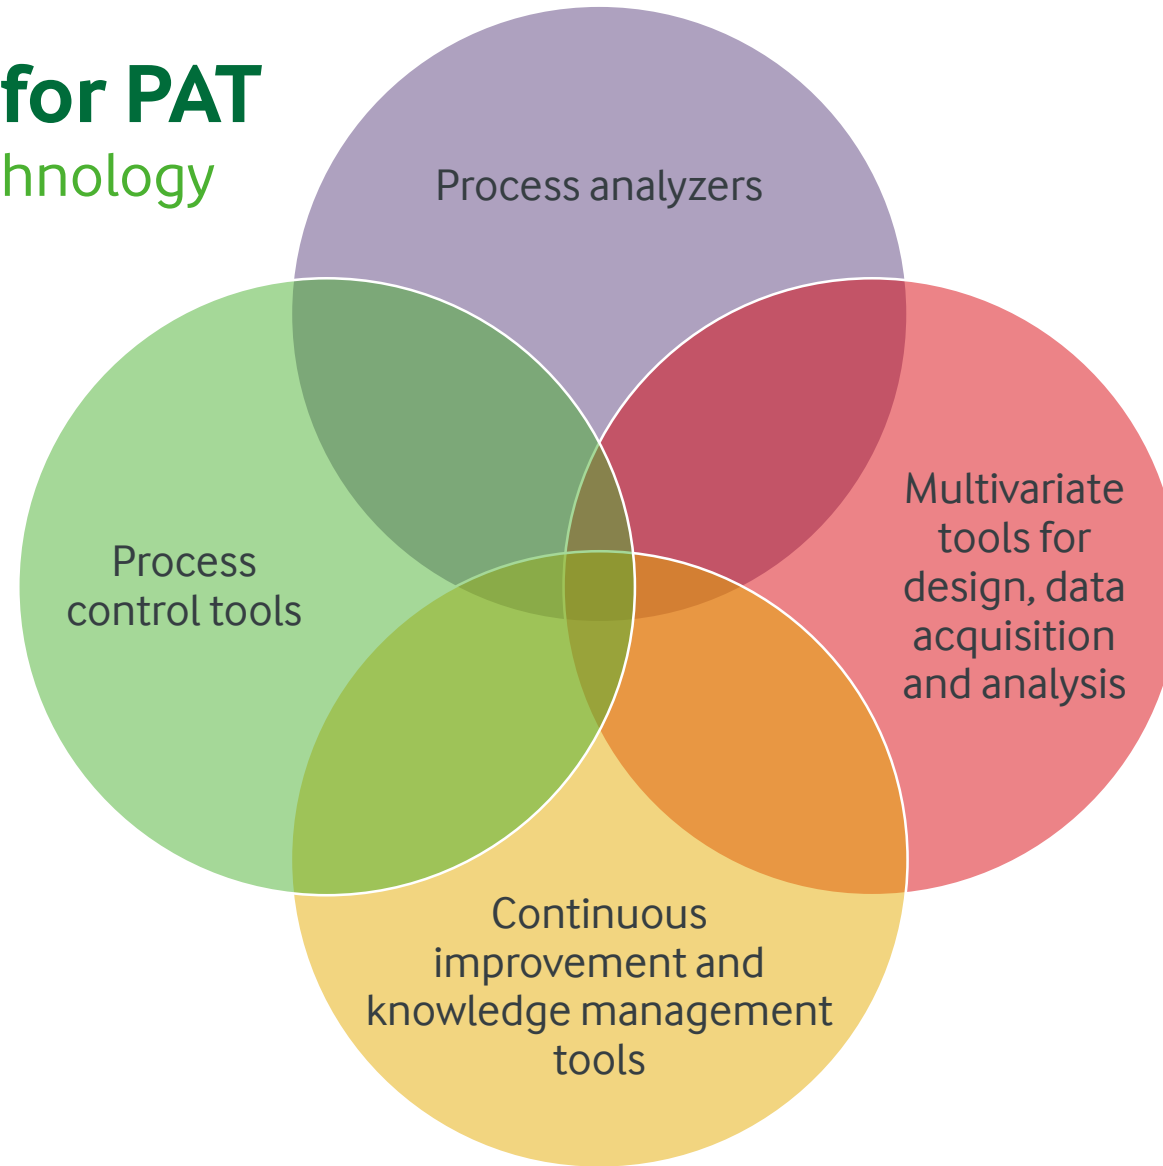 for PAT
hnology
Process analyzers
Multivariate
tools for
design, data
acquisition
and analysis
Process
control tools
Continuous
improvement and
knowledge management
tools